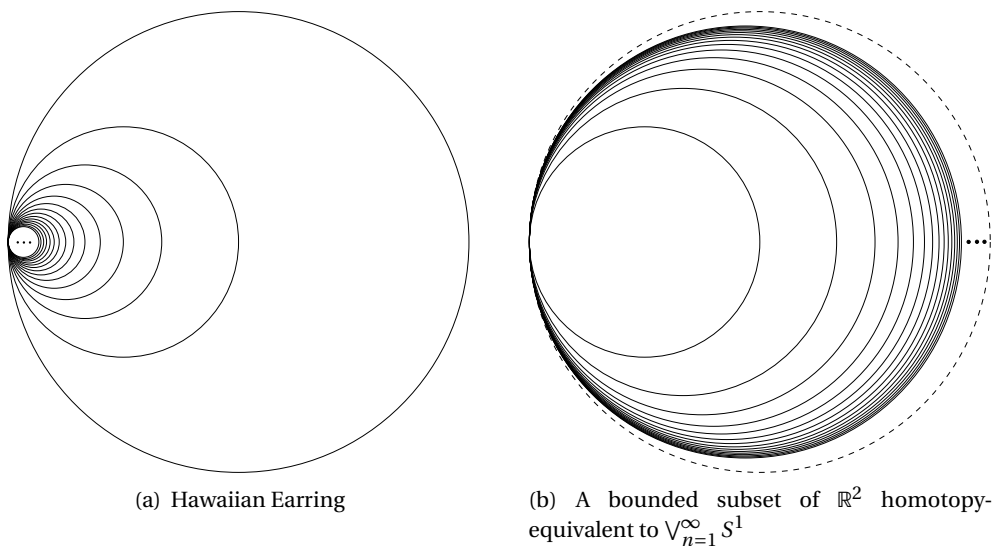 (a) Hawaiian Earring
(b) A bounded subset of ℝ² homotopy-
equivalent to ⋁∞n=1 S¹